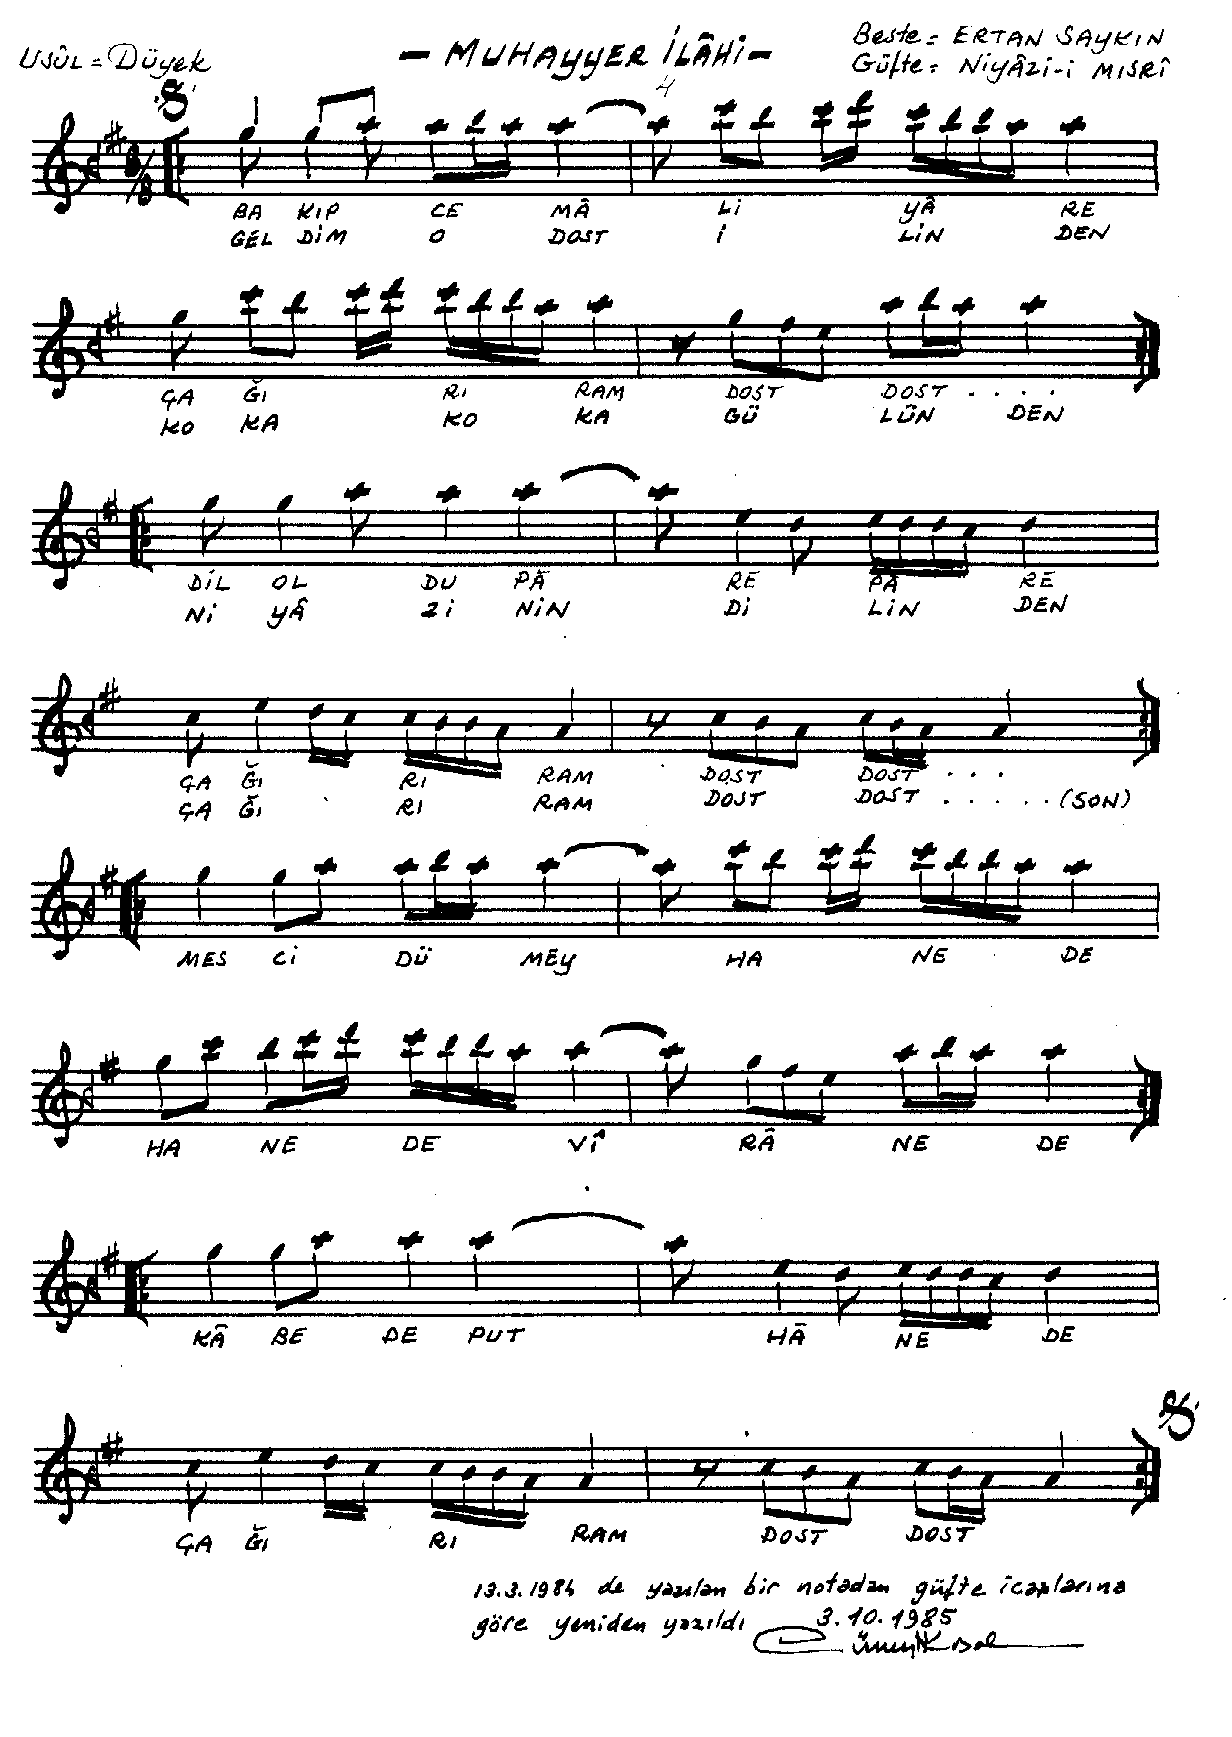 Usûl = Düyek
- MUHAYYER İLÂHİ -
Beste = ERTAN SAYKIN
Güfte = Niyâzi-i MISRÎ
8/8
BA KIP CE MÂ LI YÂ RE
GEL DİM O DOST İ LİN DEN
ÇA ĞI RI RAM DOST DOST . . . .
KO KA KO KA GÜ LÜN DEN
DİL OL DU PÂ RE PÂ RE
Nİ YÂ Zİ NİN Dİ LİN DEN
ÇA ĞI RI RAM DOST DOST . . .
ÇA ĞI RI RAM DOST DOST . . . . . (SON)
MES Cİ DÜ MEY HA NE DE
HA NE DE VÎ RÂ NE DE
KÂ BE DE PUT HÂ NE DE
ÇA ĞI RI RAM DOST DOST
13.3.1984 de yazılan bir notadan güfte icaplarına
göre yeniden yazıldı 3.10.1985